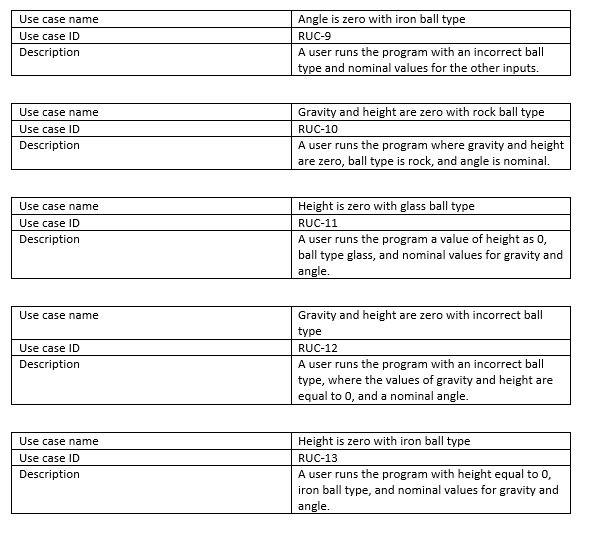 Use case name Angle is zero with iron ball type
Use case ID RUC-9
Description A user runs the program with an incorrect ball
type and nominal values for the other inputs.
Use case name Gravity and height are zero with rock ball type
Use case ID RUC-10
Description A user runs the program where gravity and height
are zero, ball type is rock, and angle is nominal.
Use case name Height is zero with glass ball type
Use case ID RUC-11
Description A user runs the program a value of height as 0,
ball type glass, and nominal values for gravity and
angle.
Use case name Gravity and height are zero with incorrect ball
type
Use case ID RUC-12
Description A user runs the program with an incorrect ball
type, where the values of gravity and height are
equal to 0, and a nominal angle.
Use case name Height is zero with iron ball type
Use case ID RUC-13
Description A user runs the program with height equal to 0,
iron ball type, and nominal values for gravity and
angle.